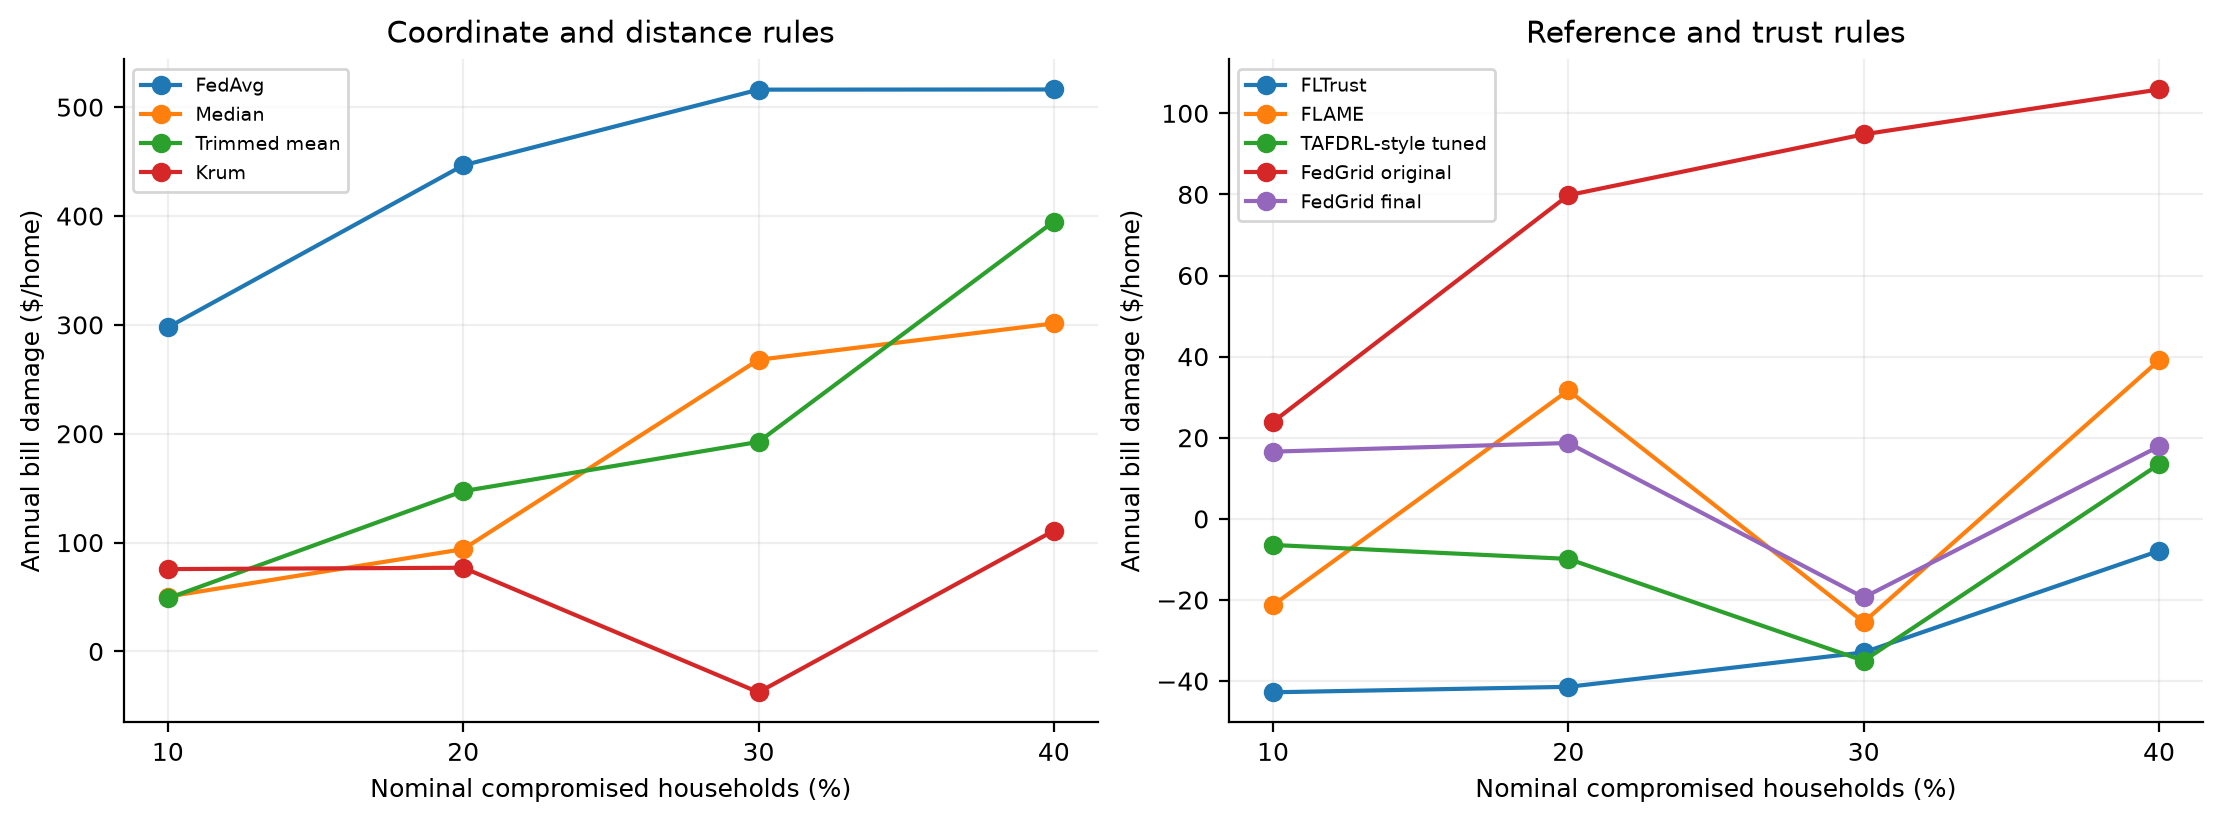 Coordinate and distance rules
FedAvg
Median
Trimmed mean
Krum
Annual bill damage ($/home)
500
400
300
200
100
0
10
20
30
40
Nominal compromised households (%)
Reference and trust rules
FLTrust
FLAME
TAFDRL-style tuned
FedGrid original
FedGrid final
Annual bill damage ($/home)
100
80
60
40
20
0
−20
−40
10
20
30
40
Nominal compromised households (%)